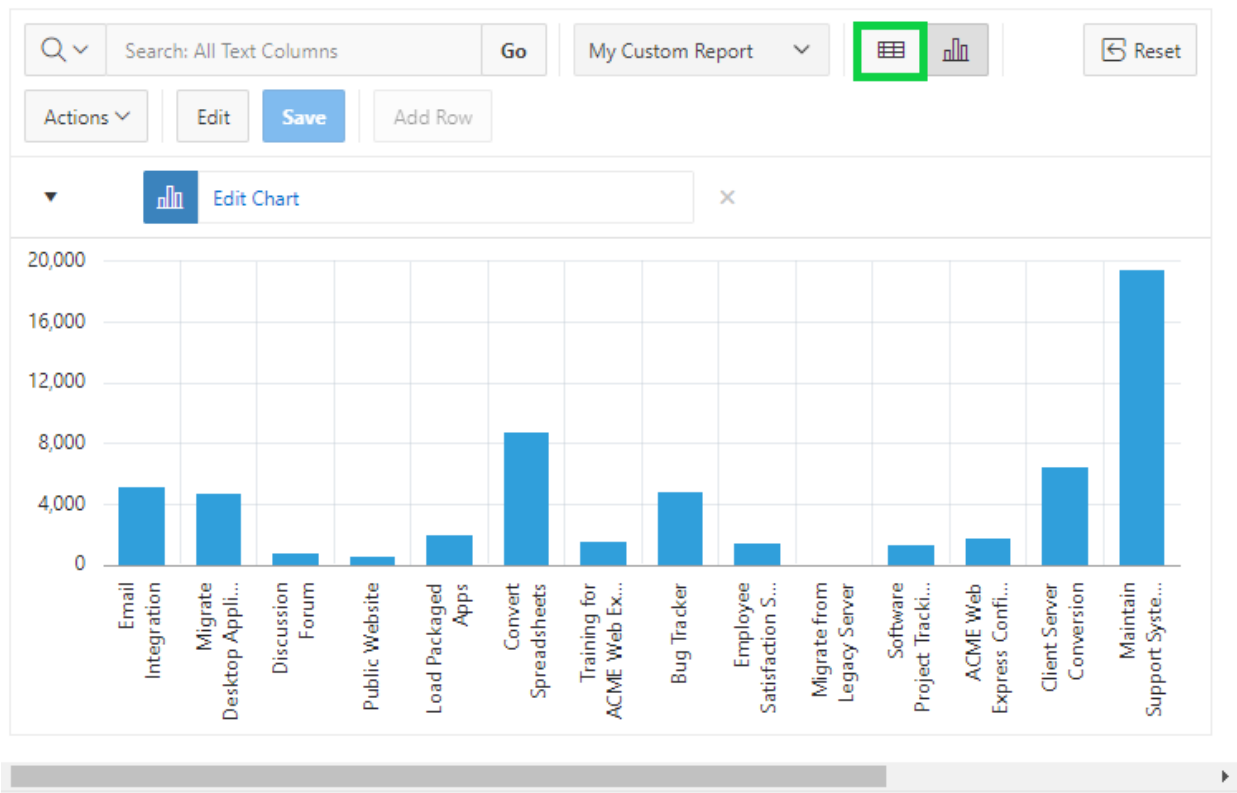 Search: All Text Columns
Go
My Custom Report
Reset
Actions
Edit
Save
Add Row
Edit Chart
20,000
16,000
12,000
8,000
4,000
0
Email
Integration
Migrate
Desktop Appli...
Discussion
Forum
Public Website
Load Packaged
Apps
Convert
Spreadsheets
Training for
ACME Web Ex...
Bug Tracker
Employee
Satisfaction S...
Migrate from
Legacy Server
Software
Project Tracki...
ACME Web
Express Confi...
Client Server
Conversion
Maintain
Support Syste...